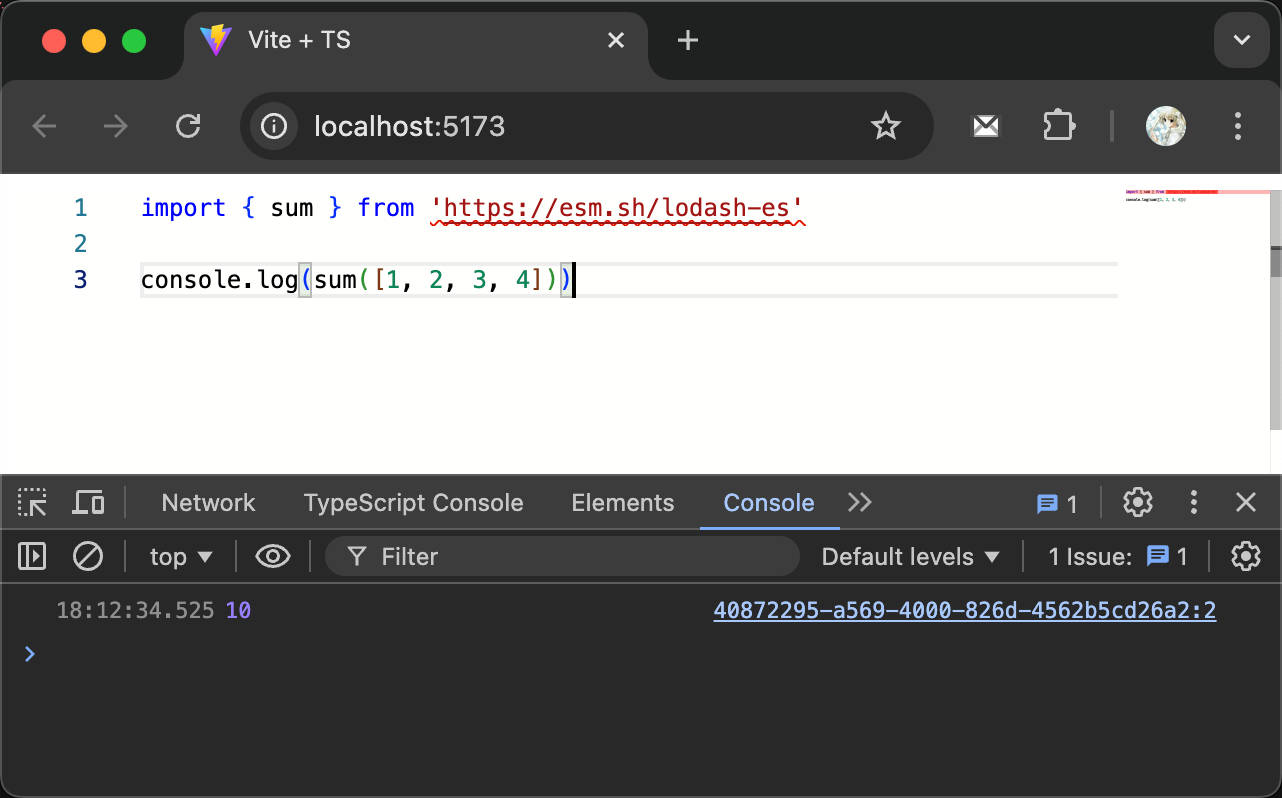 Vite + TS
localhost:5173
1 import { sum } from 'https://esm.sh/lodash-es'
2
3 console.log(sum([1, 2, 3, 4]))
Network TypeScript Console Elements Console 1
top Filter Default levels 1 Issue: 1
18:12:34.525 10 40872295-a569-4000-826d-4562b5cd26a2:2